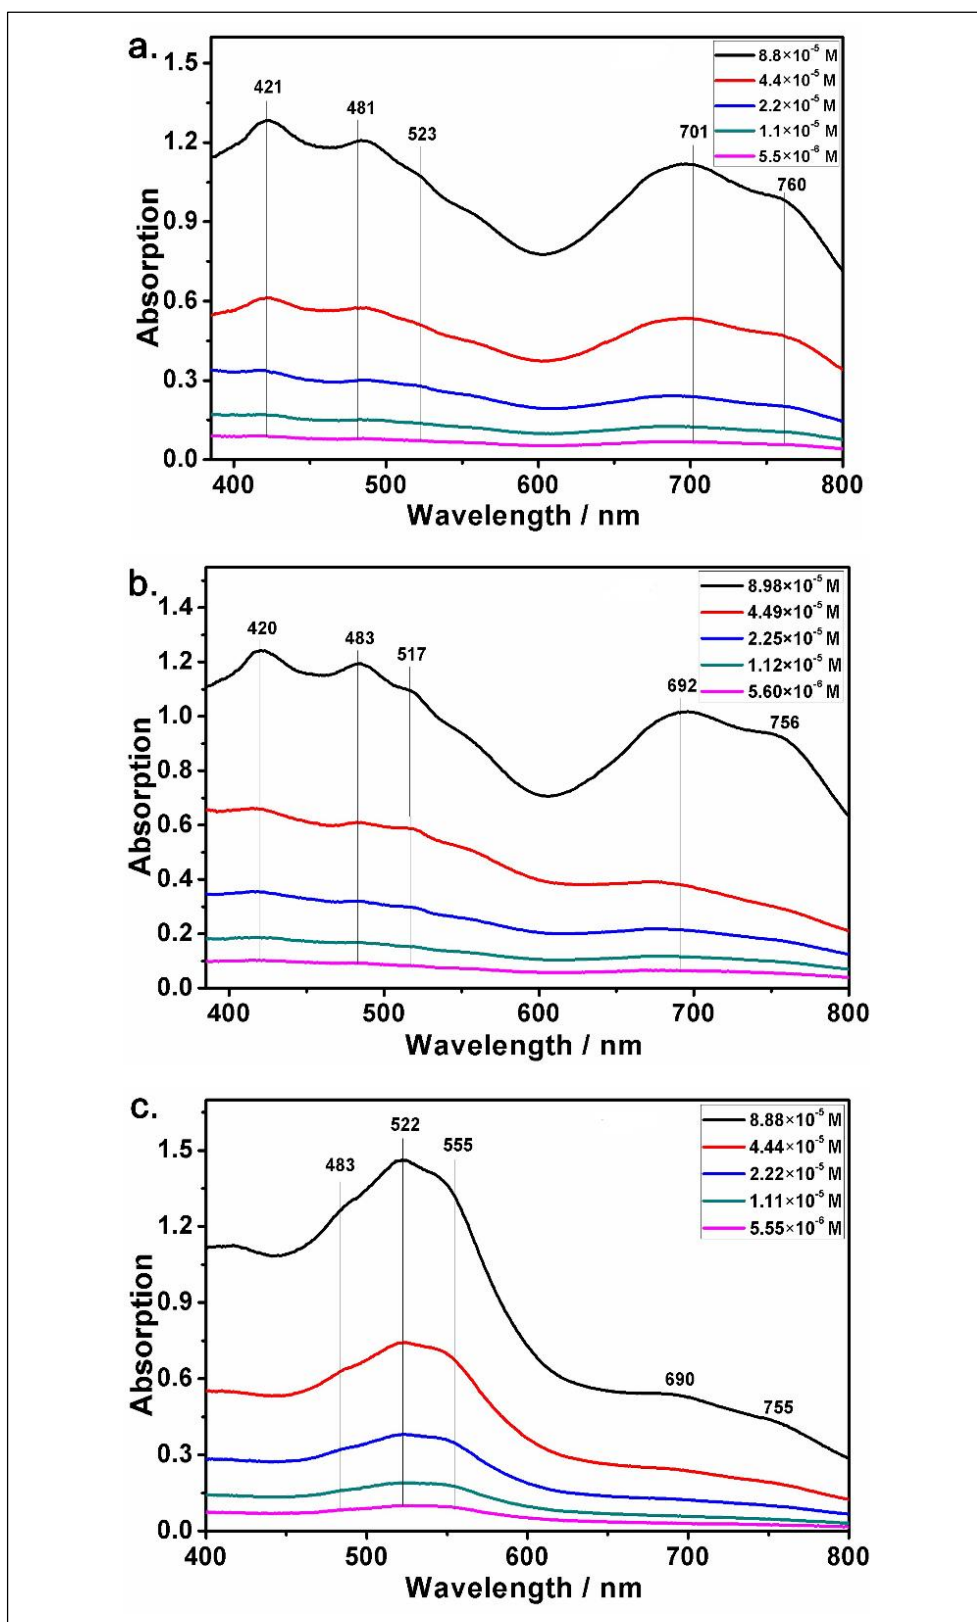 a.
Absorption
1.5
1.2
0.9
0.6
0.3
0.0
421
481
523
701
760
8.8×10⁻⁵ M
4.4×10⁻⁵ M
2.2×10⁻⁵ M
1.1×10⁻⁵ M
5.5×10⁻⁶ M
400 500 600 700 800
Wavelength / nm
b.
Absorption
1.4
1.2
1.0
0.8
0.6
0.4
0.2
0.0
420
483
517
692
756
8.98×10⁻⁵ M
4.49×10⁻⁵ M
2.25×10⁻⁵ M
1.12×10⁻⁵ M
5.60×10⁻⁶ M
400 500 600 700 800
Wavelength / nm
c.
Absorption
1.5
1.2
0.9
0.6
0.3
0.0
483
522
555
690
755
8.88×10⁻⁵ M
4.44×10⁻⁵ M
2.22×10⁻⁵ M
1.11×10⁻⁵ M
5.55×10⁻⁶ M
400 500 600 700 800
Wavelength / nm